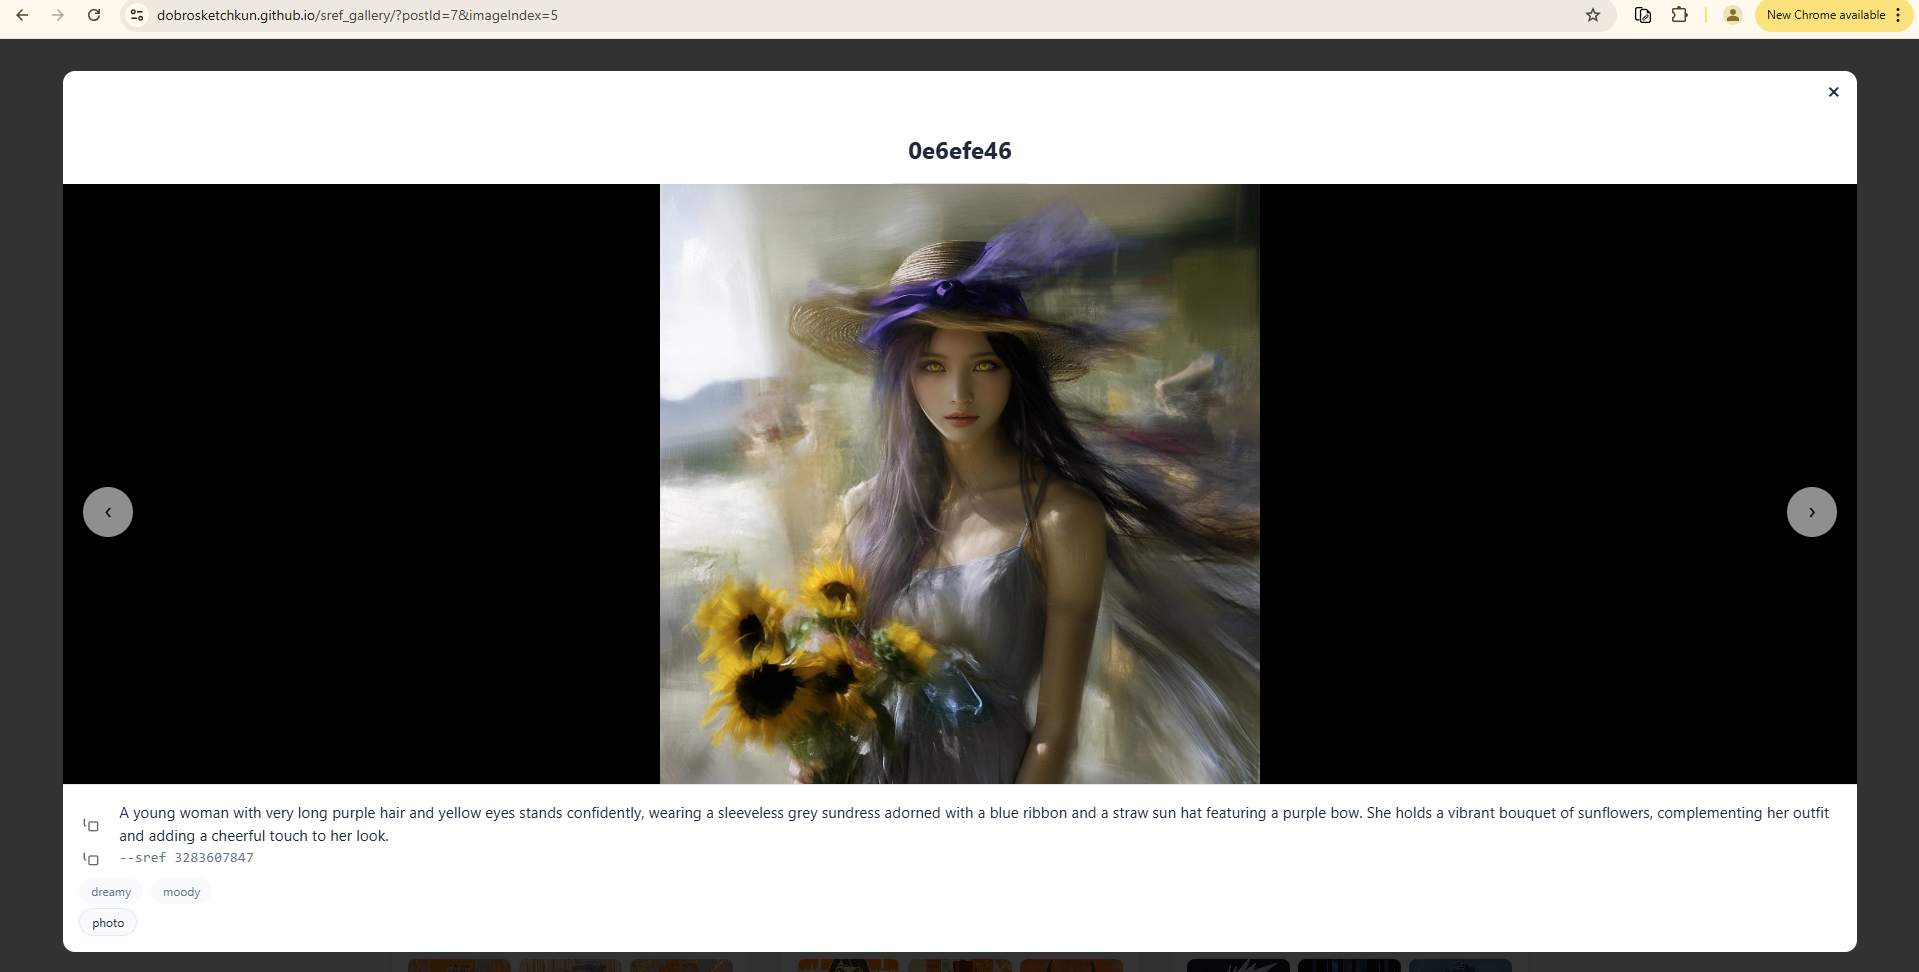 dobrosketchkun.github.io/sref_gallery/?postId=7&imageIndex=5
New Chrome available
0e6efe46
A young woman with very long purple hair and yellow eyes stands confidently, wearing a sleeveless grey sundress adorned with a blue ribbon and a straw sun hat featuring a purple bow. She holds a vibrant bouquet of sunflowers, complementing her outfit
and adding a cheerful touch to her look.
--sref 3283607847
dreamy moody
photo